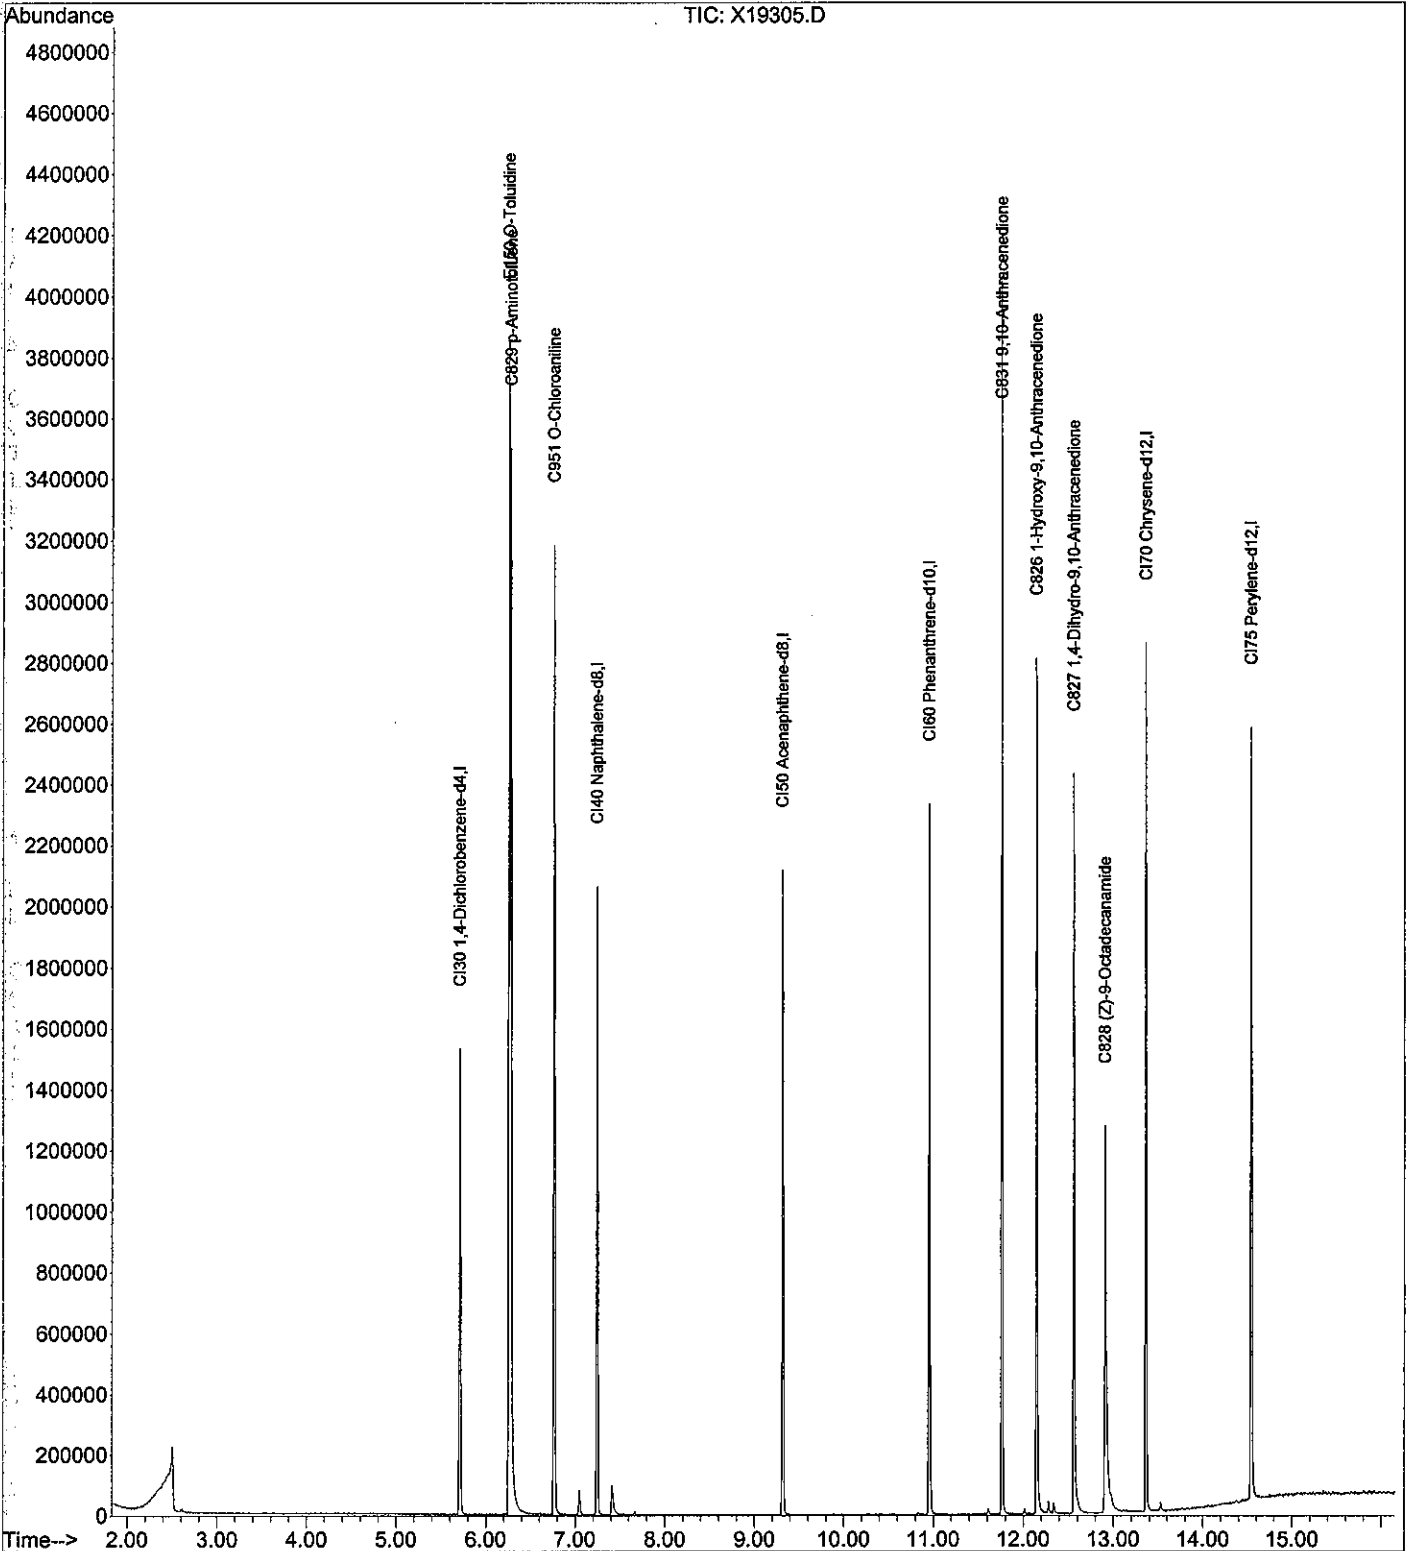 Abundance
TIC: X19305.D
4800000
4600000
4400000
4200000
4000000
3800000
3600000
3400000
3200000
3000000
2800000
2600000
2400000
2200000
2000000
1800000
1600000
1400000
1200000
1000000
800000
600000
400000
200000
0
CI30 1,4-Dichlorobenzene-d4,I
C829 p-Aminotoluene
O-Toluidine
C951 O-Chloroaniline
CI40 Naphthalene-d8,I
CI50 Acenaphthene-d8,I
CI60 Phenanthrene-d10,I
C831 9,10-Anthracenedione
C826 1-Hydroxy-9,10-Anthracenedione
C827 1,4-Dihydro-9,10-Anthracenedione
C828 (Z)-9-Octadecanamide
CI70 Chrysene-d12,I
CI75 Perylene-d12,I
Time--> 2.00 3.00 4.00 5.00 6.00 7.00 8.00 9.00 10.00 11.00 12.00 13.00 14.00 15.00